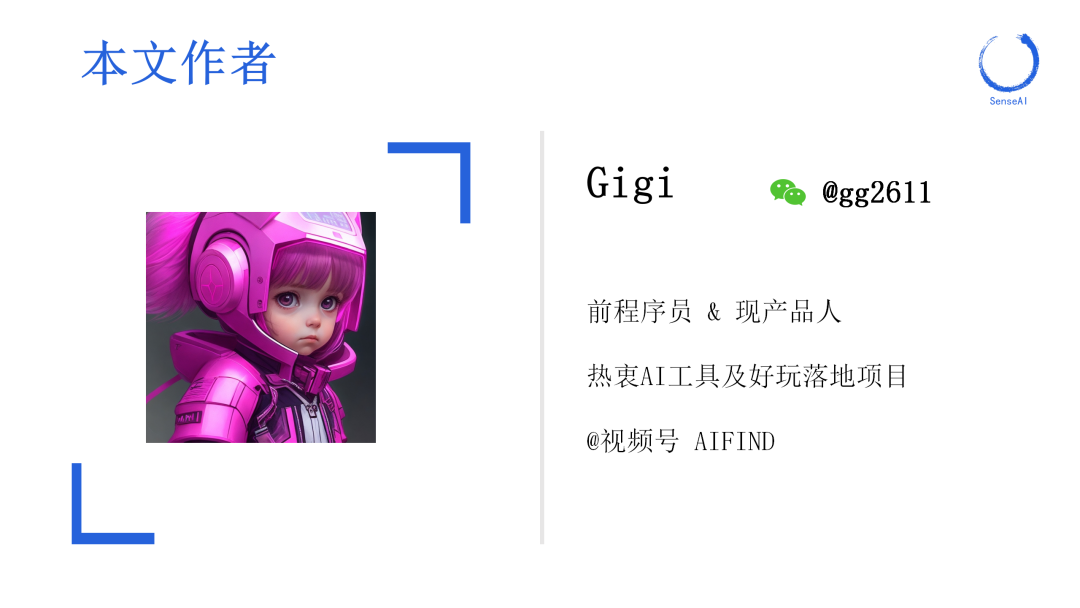 本文作者
SenseAI
Gigi
@gg2611
前程序员 & 现产品人
热衷AI工具及好玩落地项目
@视频号 AIFIND